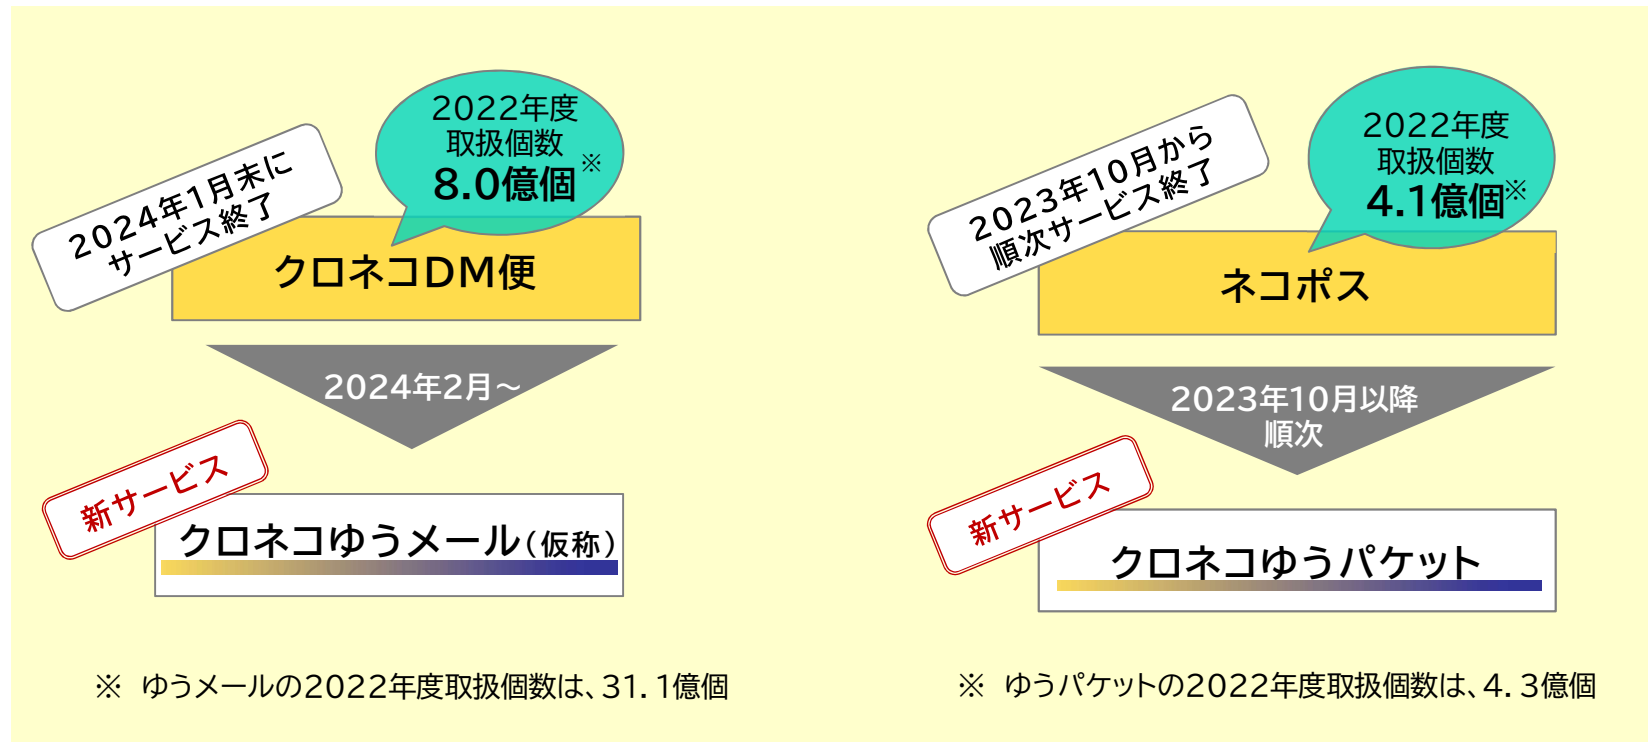 2022年度
取扱個数
8.0億個※
2024年1月末に
サービス終了
クロネコDM便
2024年2月～
新サービス
クロネコゆうメール(仮称)
※ ゆうメールの2022年度取扱個数は、31.1億個
2022年度
取扱個数
4.1億個※
2023年10月から
順次サービス終了
ネコポス
2023年10月以降
順次
新サービス
クロネコゆうパケット
※ ゆうパケットの2022年度取扱個数は、4.3億個